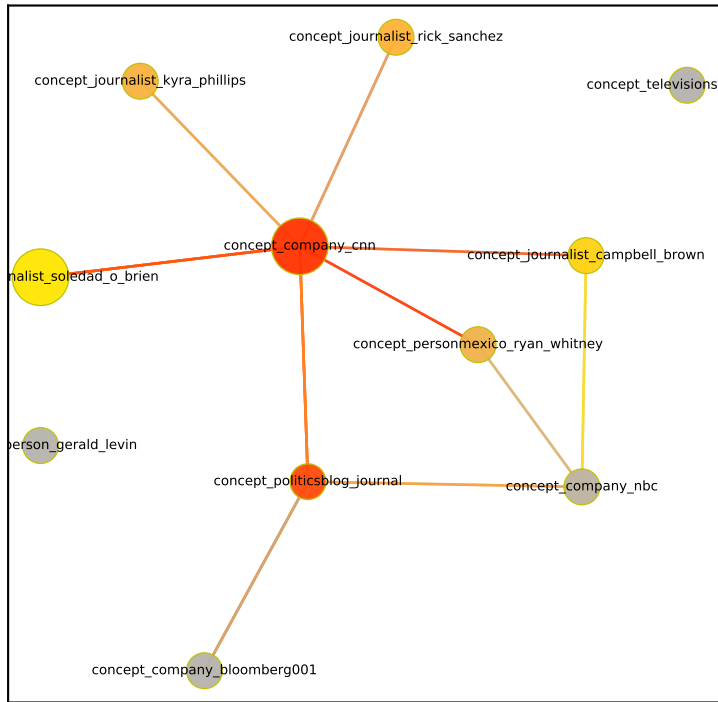 concept_journalist_rick_sanchez
concept_journalist_kyra_phillips
concept_televisions
concept_company_cnn
concept_journalist_campbell_brown
nalist_soledad_o_brien
concept_personmexico_ryan_whitney
person_gerald_levin
concept_politicsblog_journal
concept_company_nbc
concept_company_bloomberg001